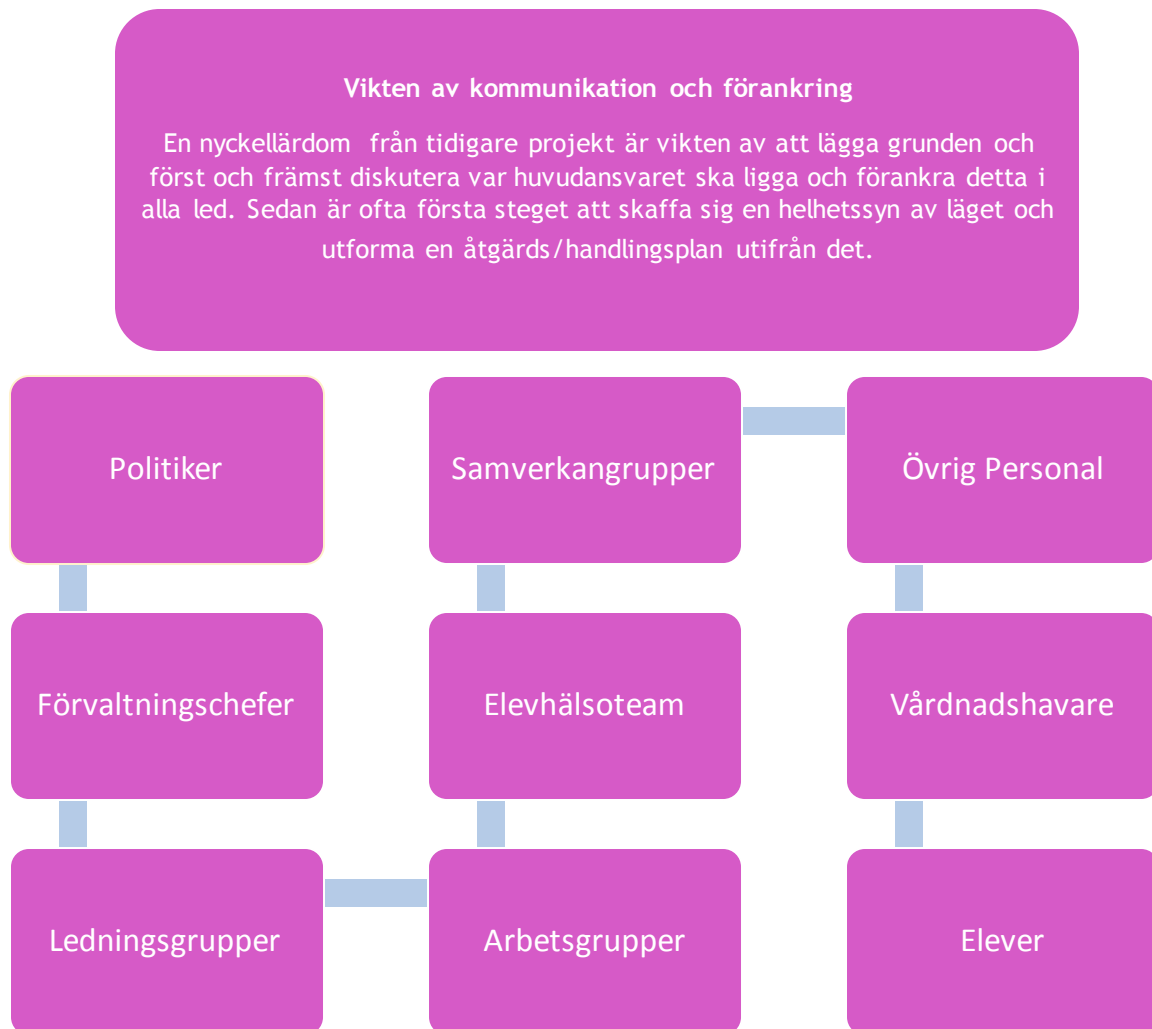 Vikten av kommunikation och förankring
En nyckellärdom från tidigare projekt är vikten av att lägga grunden och
först och främst diskutera var huvudansvaret ska ligga och förankra detta i
alla led. Sedan är ofta första steget att skaffa sig en helhetssyn av läget och
utforma en åtgärds/handlingsplan utifrån det.
Politiker
Förvaltningschefer
Ledningsgrupper
Arbetsgrupper
Elevhälsoteam
Samverkangrupper
Övrig Personal
Vårdnadshavare
Elever